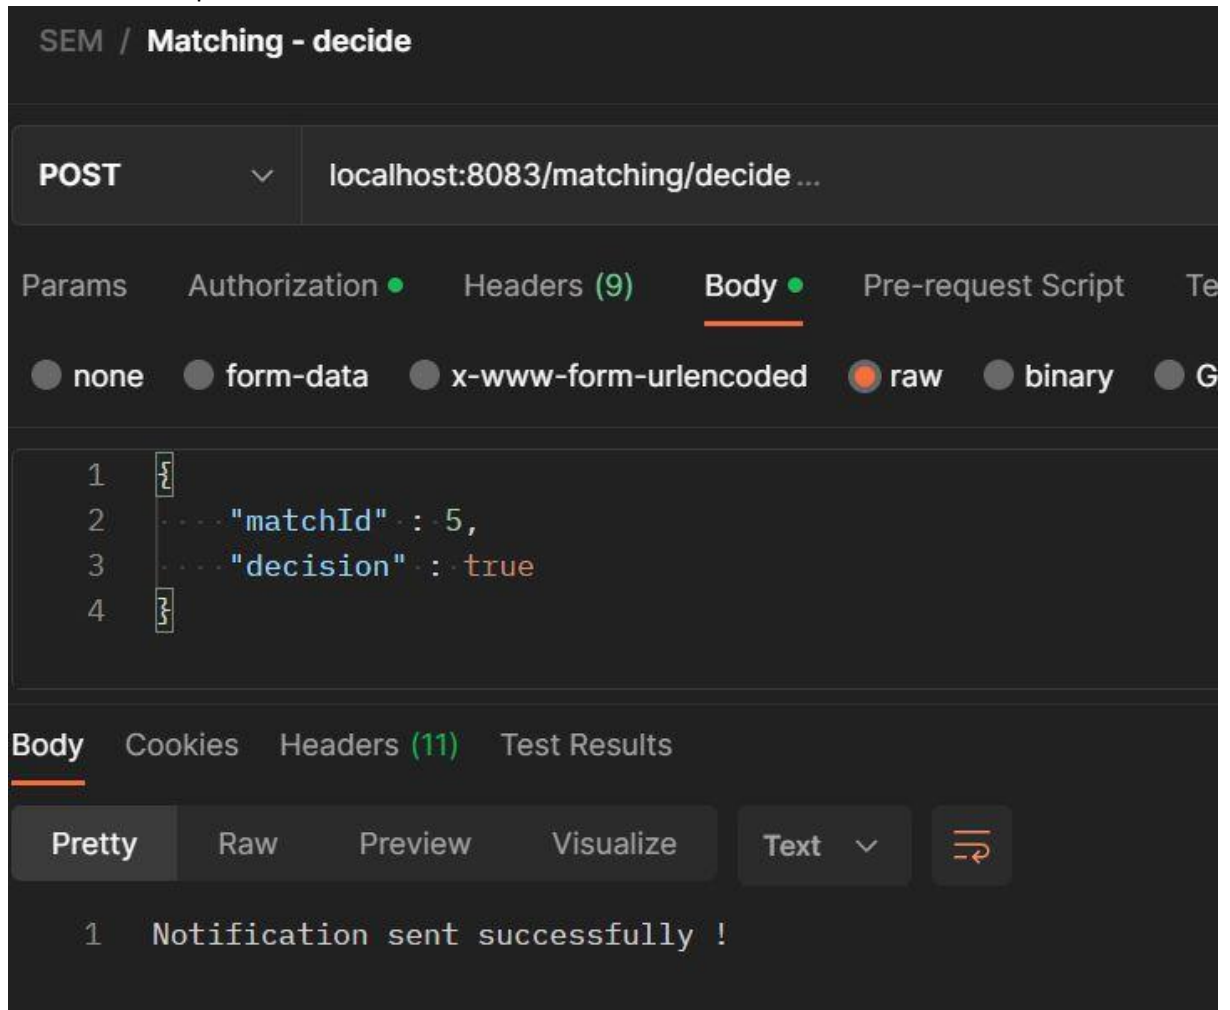 SEM / Matching - decide
POST localhost:8083/matching/decide ...
Params Authorization Headers (9) Body Pre-request Script Te
none form-data x-www-form-urlencoded raw binary G
1 {
2 "matchId" : 5,
3 "decision" : true
4 }
Body Cookies Headers (11) Test Results
Pretty Raw Preview Visualize Text
1 Notification sent successfully !